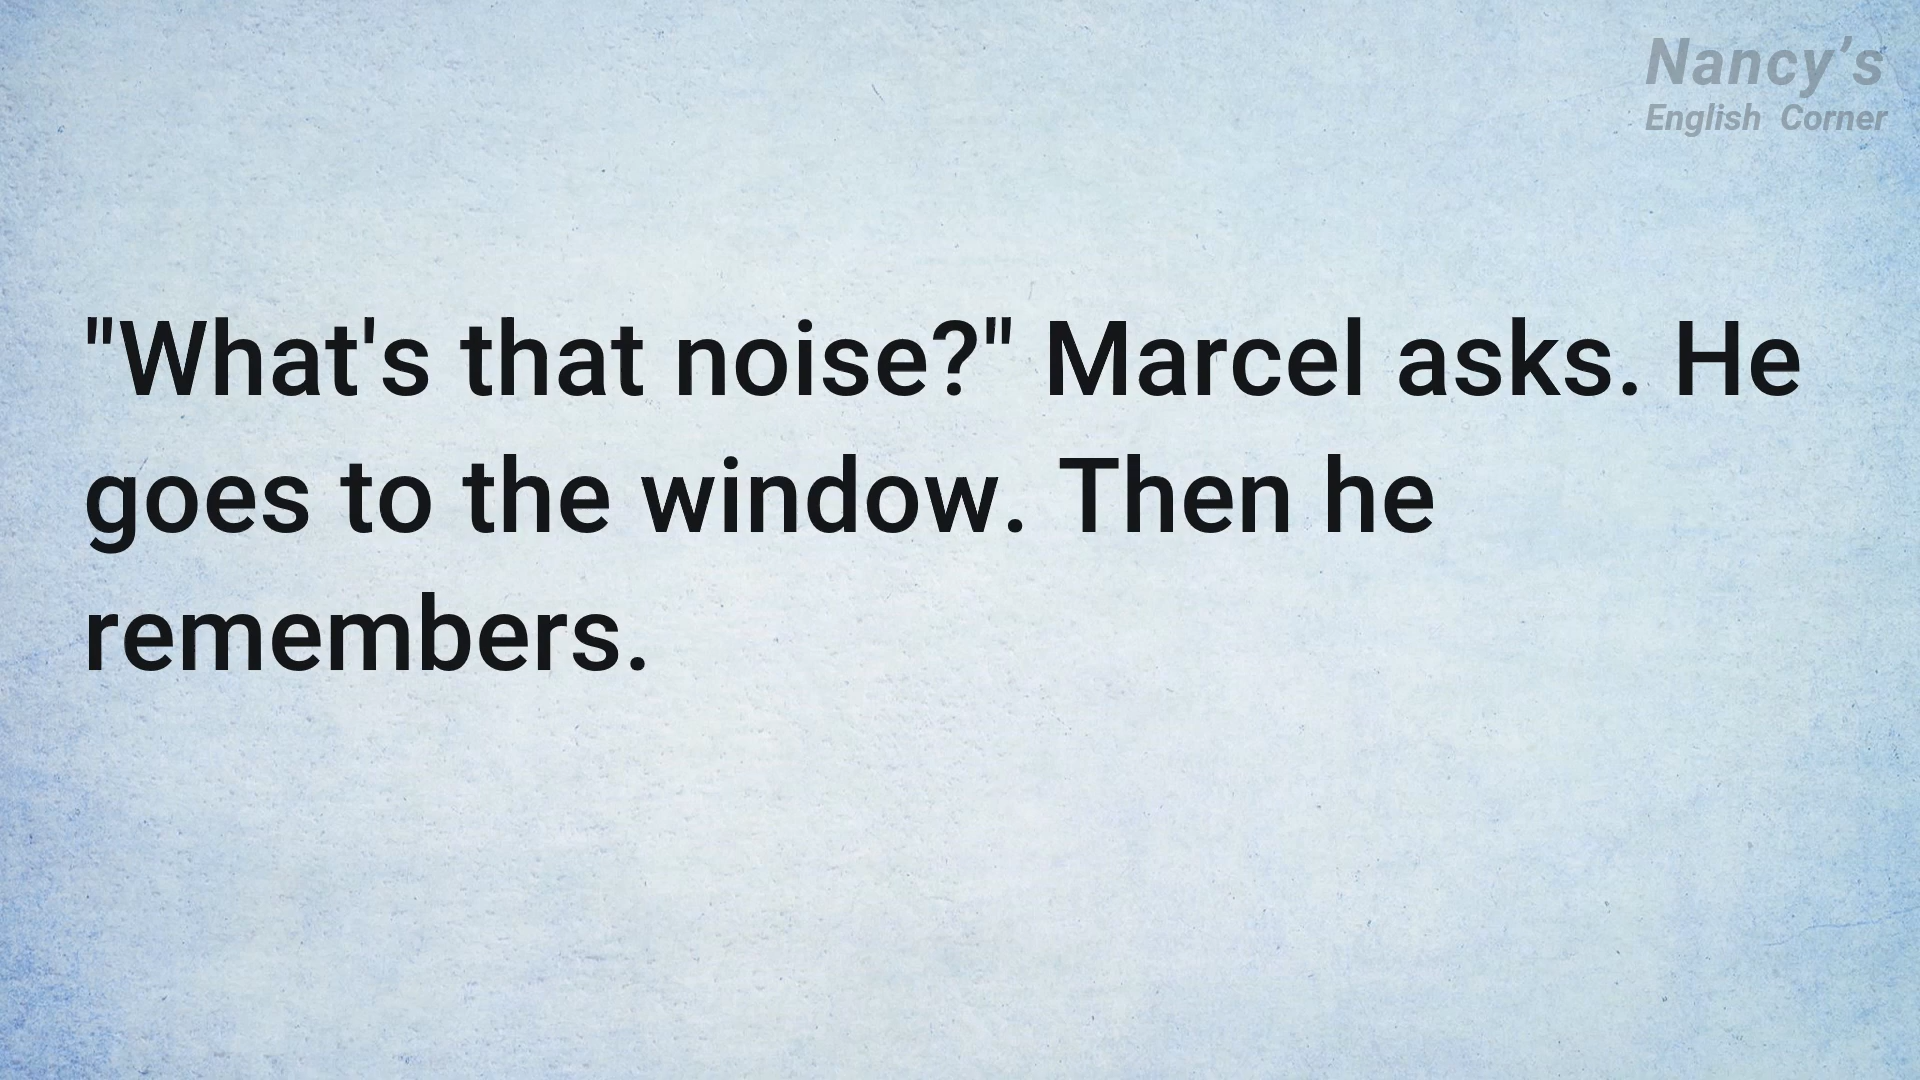 Nancy’s
English Corner
"What's that noise?" Marcel asks. He
goes to the window. Then he
remembers.